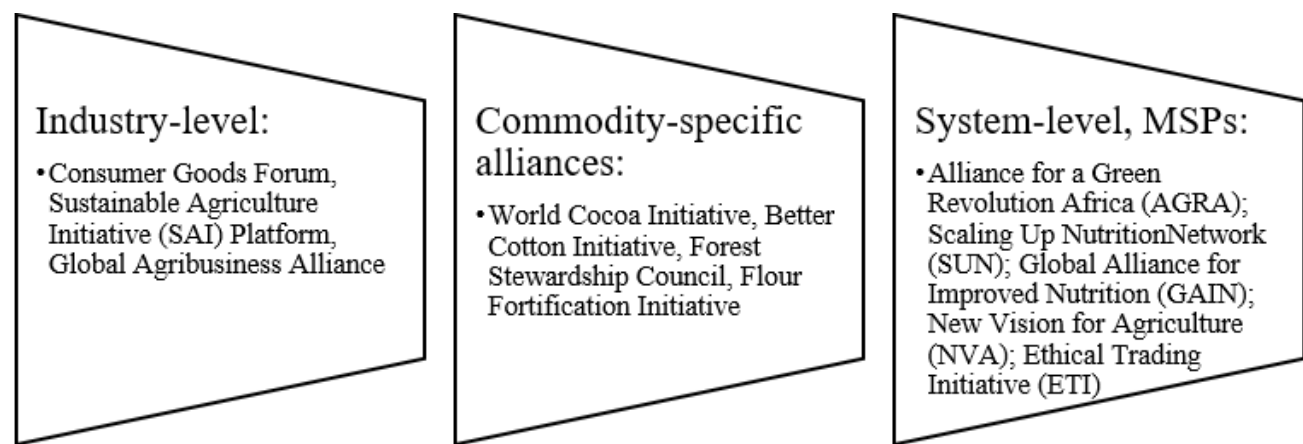 Industry-level:
•Consumer Goods Forum,
Sustainable Agriculture
Initiative (SAI) Platform,
Global Agribusiness Alliance
Commodity-specific
alliances:
•World Cocoa Initiative, Better
Cotton Initiative, Forest
Stewardship Council, Flour
Fortification Initiative
System-level, MSPs:
•Alliance for a Green
Revolution Africa (AGRA);
Scaling Up NutritionNetwork
(SUN); Global Alliance for
Improved Nutrition (GAIN);
New Vision for Agriculture
(NVA); Ethical Trading
Initiative (ETI)